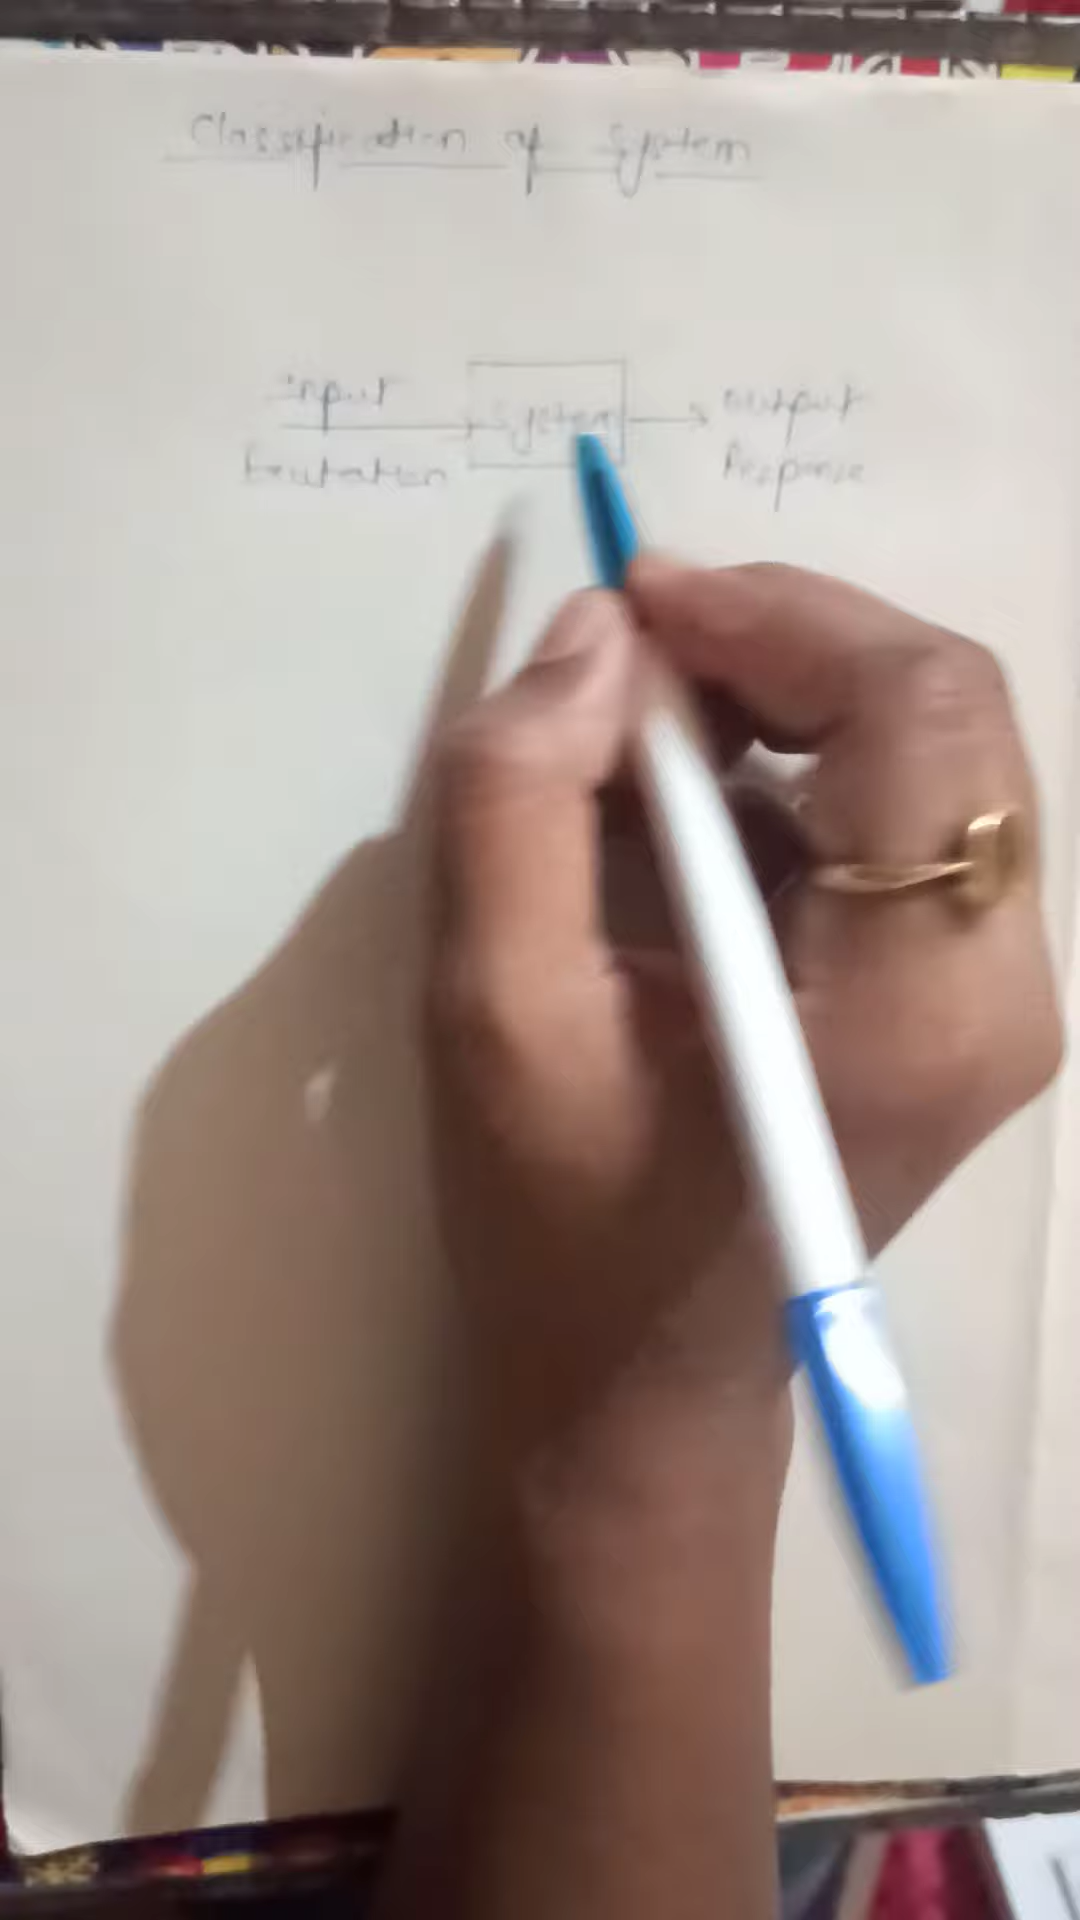 Classification of System
Input
System
Output
Excitation
Response